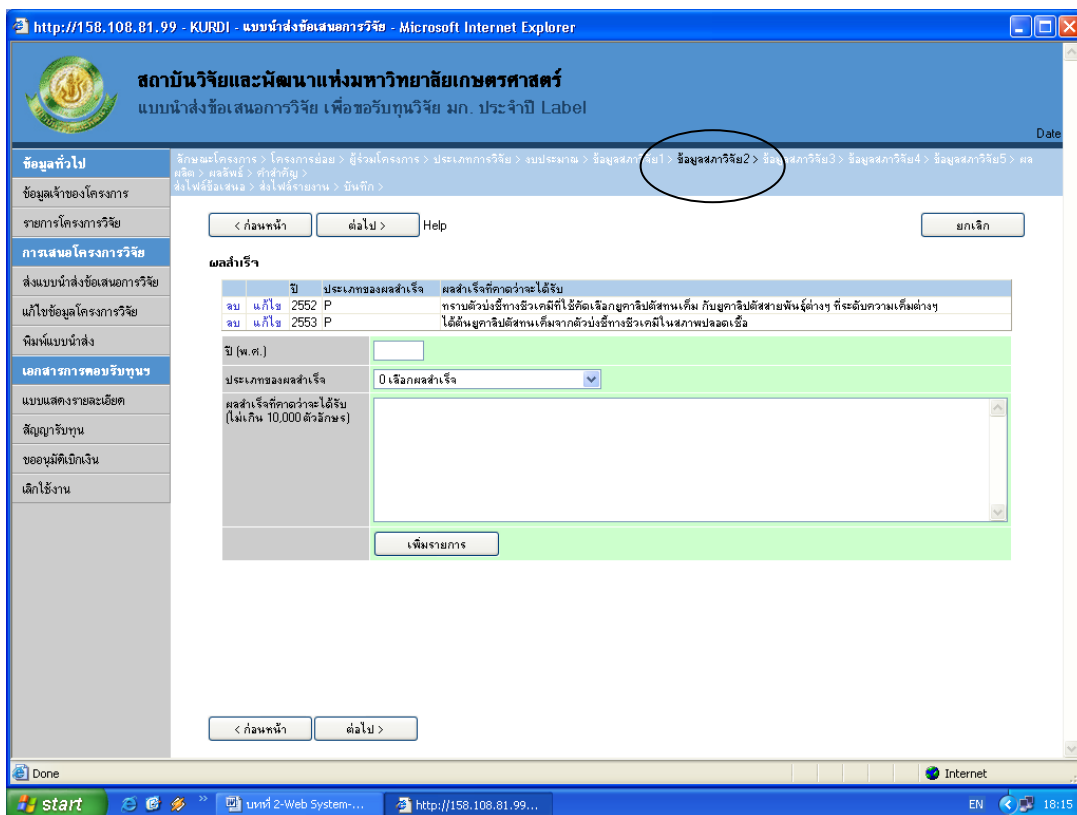 http://158.108.81.99 - KURDI - แบบนำส่งข้อเสนอการวิจัย - Microsoft Internet Explorer
สถาบันวิจัยและพัฒนาแห่งมหาวิทยาลัยเกษตรศาสตร์
แบบนำส่งข้อเสนอการวิจัย เพื่อขอรับทุนวิจัย มก. ประจำปี Label
Date
ข้อมูลทั่วไป
ข้อมูลเจ้าของโครงการ
รายการโครงการวิจัย
การเสนอโครงการวิจัย
ส่งแบบนำส่งข้อเสนอการวิจัย
แก้ไขข้อมูลโครงการวิจัย
พิมพ์แบบนำส่ง
เอกสารการตอบรับทุนฯ
แบบแสดงรายละเอียด
สัญญารับทุน
ขออนุมัติเบิกเงิน
เลิกใช้งาน
ลักษณะโครงการ > โครงการย่อย > ผู้ร่วมโครงการ > ประเภทการวิจัย > งบประมาณ > ข้อมูลสภาวิจัย1 > ข้อมูลสภาวิจัย2 > ข้อมูลสภาวิจัย3 > ข้อมูลสภาวิจัย4 > ข้อมูลสภาวิจัย5 > ผล
ผลิต > ผลลัพธ์ > คำสำคัญ >
ส่งไฟล์ข้อเสนอ > ส่งไฟล์รายงาน > บันทึก >
< ก่อนหน้า ต่อไป > Help ยกเลิก
ผลสำเร็จ
ปี ประเภทของผลสำเร็จ ผลสำเร็จที่คาดว่าจะได้รับ
ลบ แก้ไข 2552 P ทราบตัวบ่งชี้ทางชีวเคมีที่ใช้คัดเลือกยูคาลิปตัสทนเค็ม กับยูคาลิปตัสสายพันธุ์ต่างๆ ที่ระดับความเค็มต่างๆ
ลบ แก้ไข 2553 P ได้ต้นยูคาลิปตัสทนเค็มจากตัวบ่งชี้ทางชีวเคมีในสภาพปลอดเชื้อ
ปี (พ.ศ.)
ประเภทของผลสำเร็จ 0 เลือกผลสำเร็จ
ผลสำเร็จที่คาดว่าจะได้รับ
(ไม่เกิน 10,000 ตัวอักษร)
เพิ่มรายการ
< ก่อนหน้า ต่อไป >
Done Internet
start บทที่ 2-Web System-... http://158.108.81.99... EN 18:15